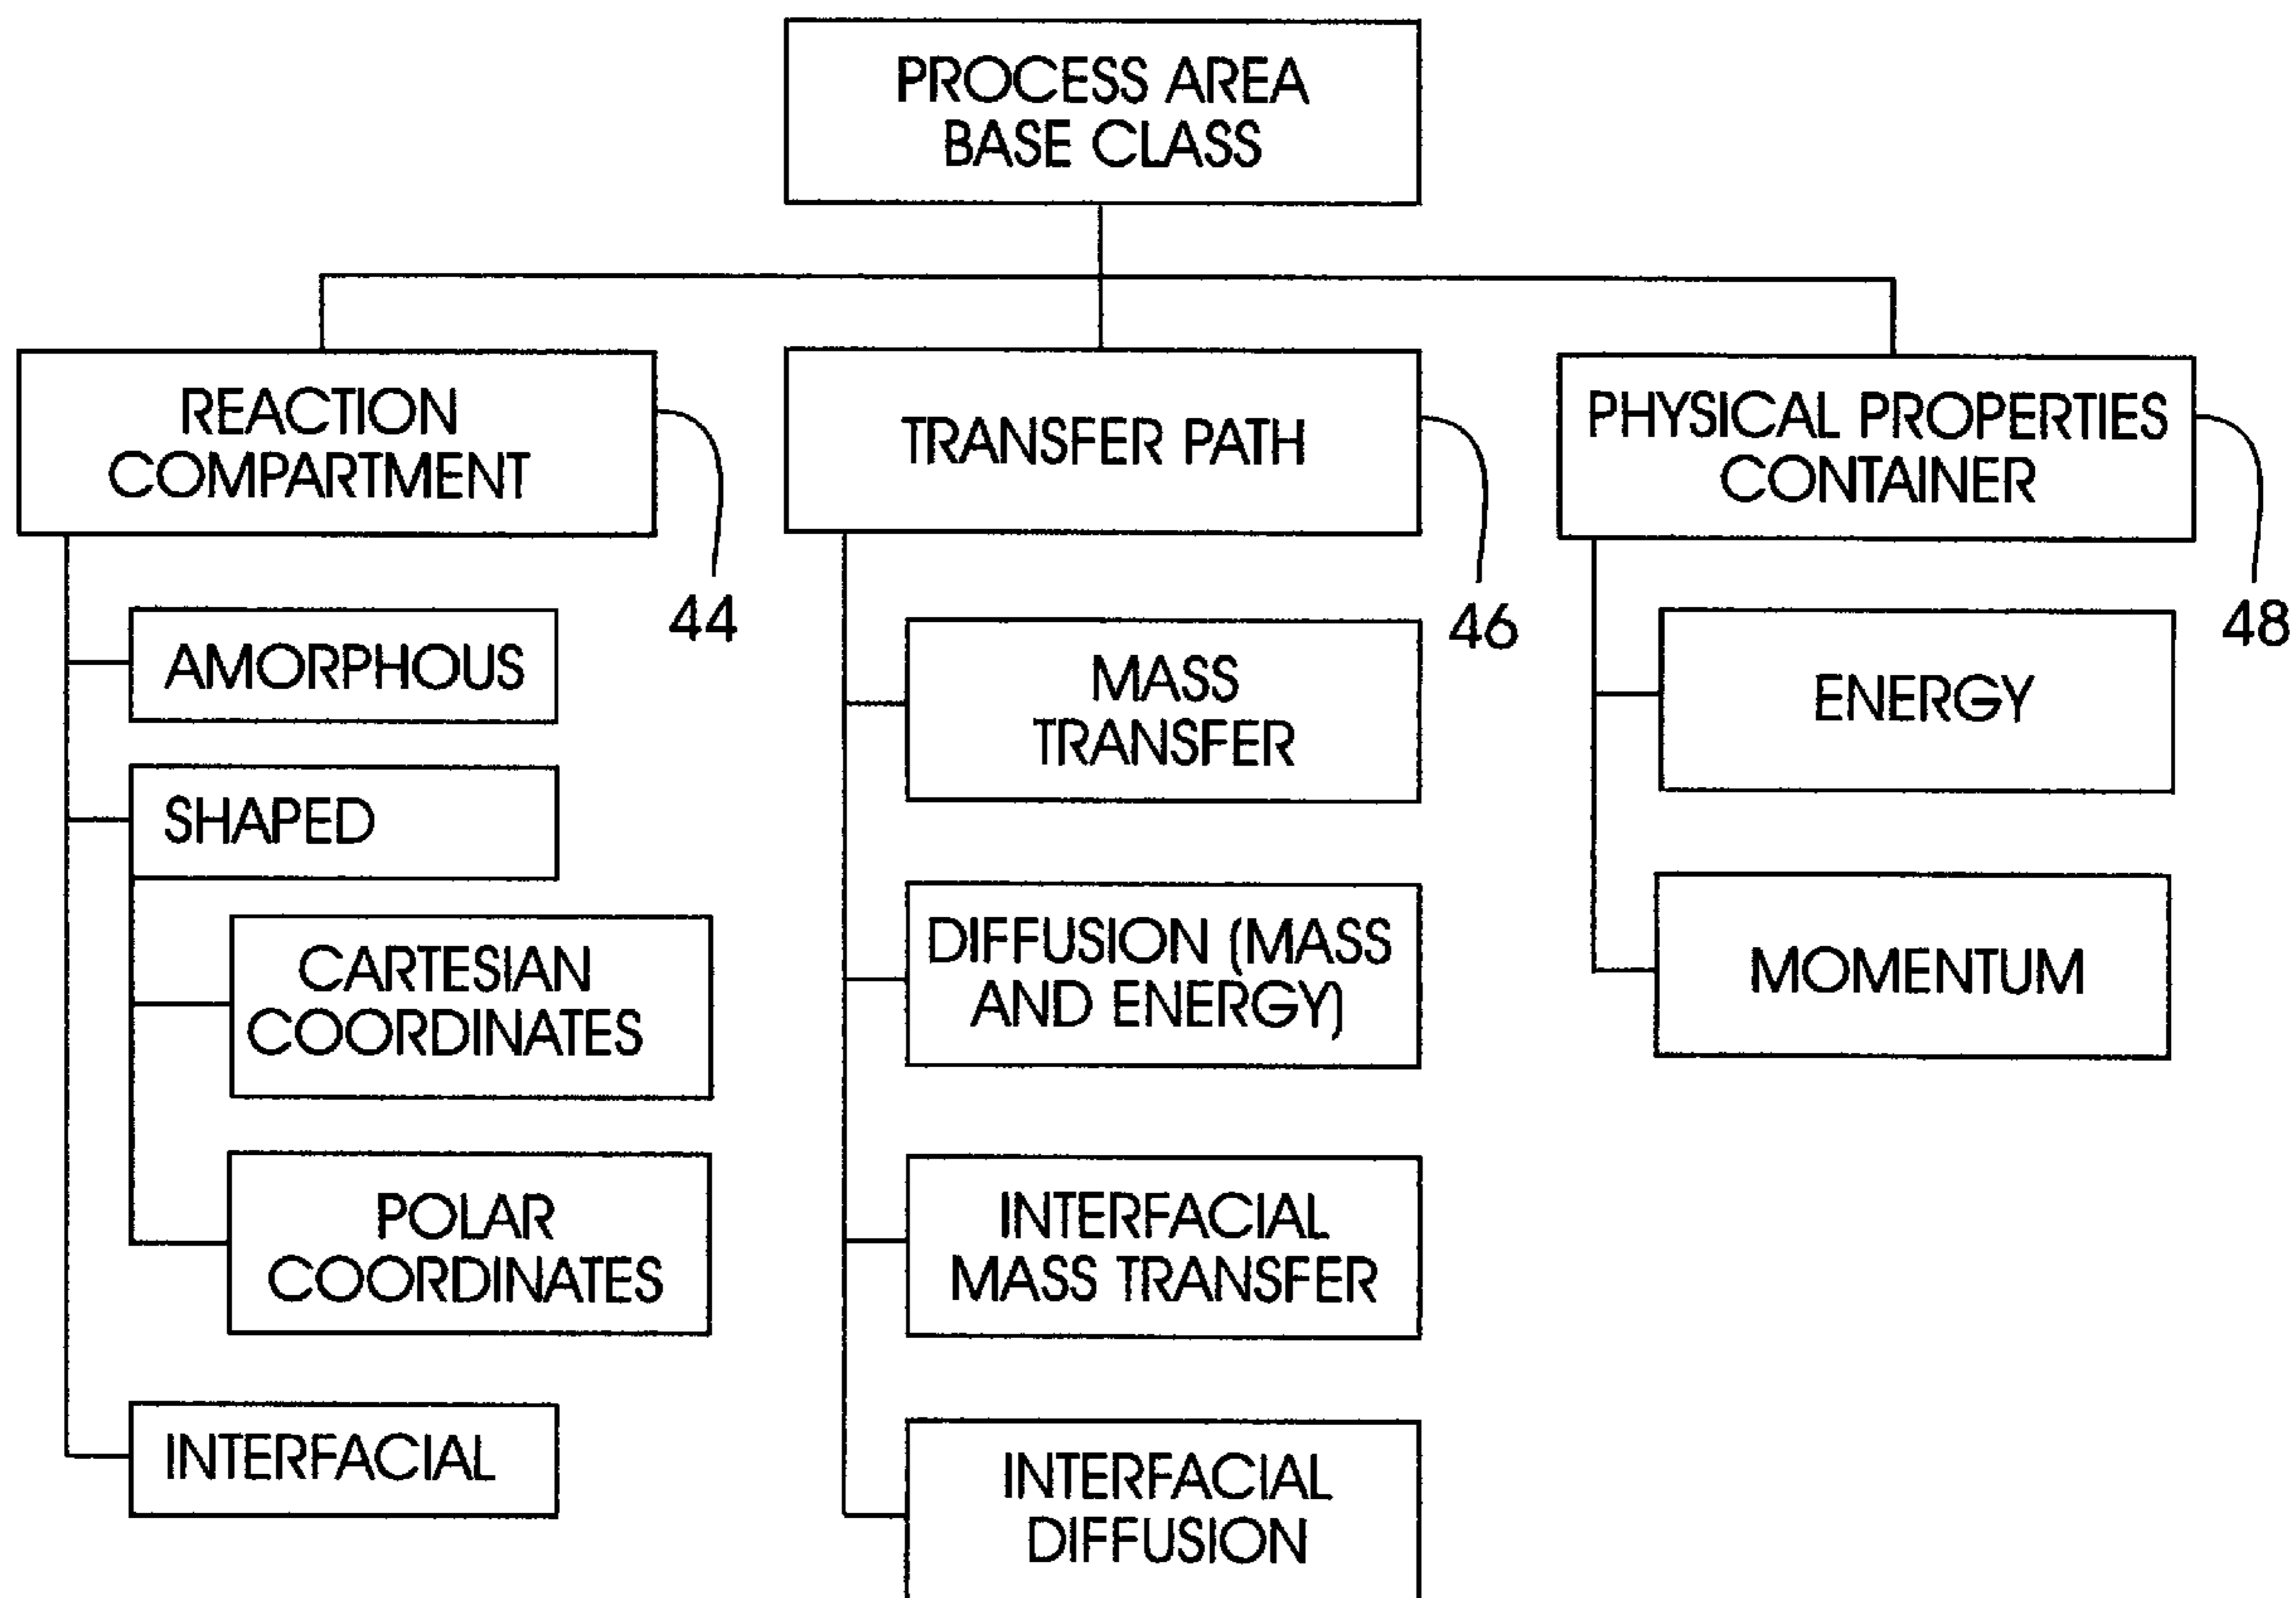 PROCESS AREA
BASE CLASS
REACTION
COMPARTMENT
44
AMORPHOUS
SHAPED
CARTESIAN
COORDINATES
POLAR
COORDINATES
INTERFACIAL
TRANSFER PATH
46
MASS
TRANSFER
DIFFUSION (MASS
AND ENERGY)
INTERFACIAL
MASS TRANSFER
INTERFACIAL
DIFFUSION
PHYSICAL PROPERTIES
CONTAINER
48
ENERGY
MOMENTUM